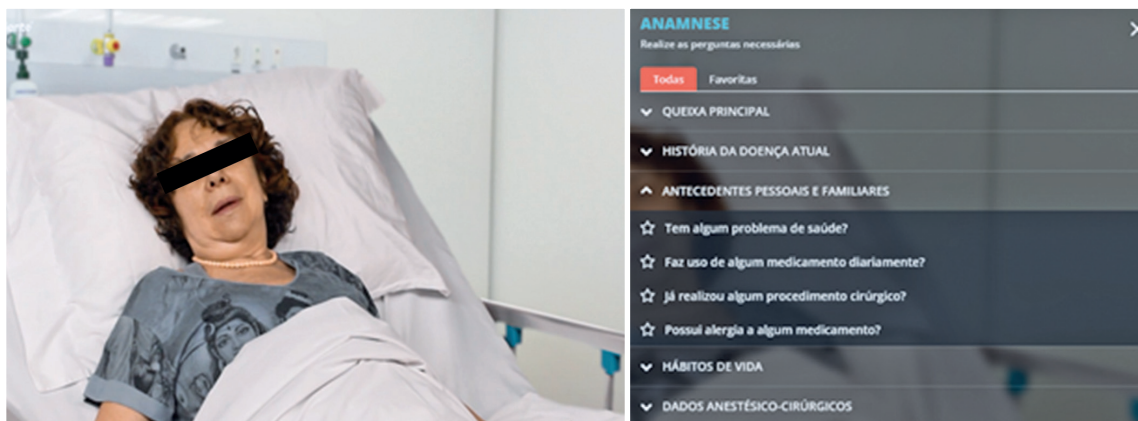 ANAMNESE
Realize as perguntas necessárias
Todas
Favoritas
QUEIXA PRINCIPAL
HISTÓRIA DA DOENÇA ATUAL
ANTECEDENTES PESSOAIS E FAMILIARES
Tem algum problema de saúde?
Faz uso de algum medicamento diariamente?
Já realizou algum procedimento cirúrgico?
Possui alergia a algum medicamento?
HÁBITOS DE VIDA
DADOS ANESTÉSICO-CIRÚRGICOS